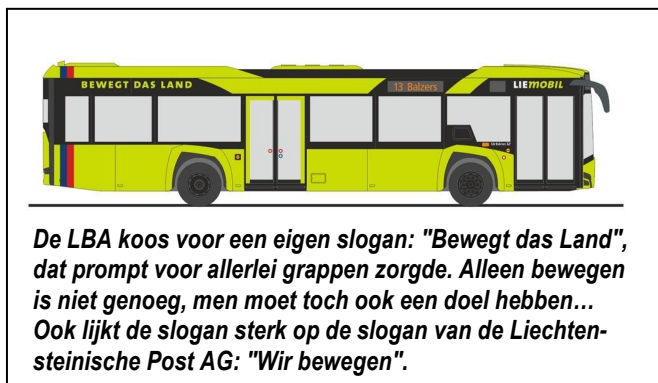 BEWEGT DAS LAND
13 Balzers
LIEMOBIL
De LBA koos voor een eigen slogan: "Bewegt das Land",
dat prompt voor allerlei grappen zorgde. Alleen bewegen
is niet genoeg, men moet toch ook een doel hebben…
Ook lijkt de slogan sterk op de slogan van de Liechten-
steinische Post AG: "Wir bewegen".